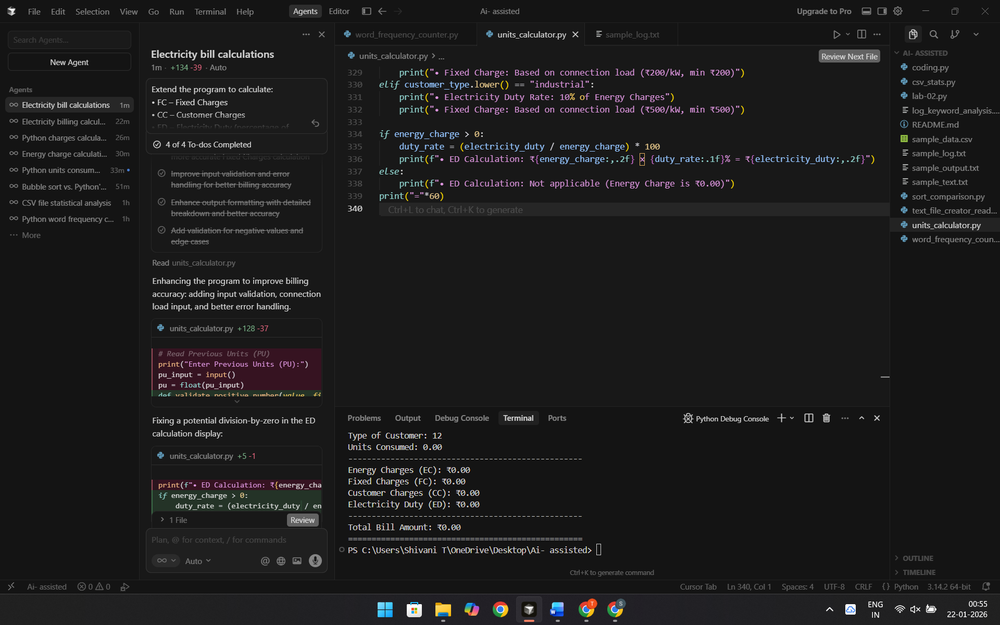 File Edit Selection View Go Run Terminal Help
Agents Editor
Ai- assisted
Upgrade to Pro
Search Agents...
New Agent
Agents
Electricity bill calculations 1m
Electricity billing calcul... 22m
Python charges calcula... 26m
Energy charge calculati... 30m
Python units consum... 33m
Bubble sort vs. Python'... 51m
CSV file statistical analysis 1h
Python word frequency c... 1h
More
Electricity bill calculations
1m · +134 -39 · Auto
Extend the program to calculate:
• FC – Fixed Charges
• CC – Customer Charges
• ED – Electricity Duty (percentage of
4 of 4 To-dos Completed
more accurate Fixed Charges calculation
Improve input validation and error
handling for better billing accuracy
Enhance output formatting with detailed
breakdown and better accuracy
Add validation for negative values and
edge cases
Read units_calculator.py
Enhancing the program to improve billing
accuracy: adding input validation, connection
load input, and better error handling.
units_calculator.py +128 -37
# Read Previous Units (PU)
print("Enter Previous Units (PU):")
pu_input = input()
pu = float(pu_input)
def validate_positive_number(value, fi
Fixing a potential division-by-zero in the ED
calculation display:
units_calculator.py +5 -1
print(f"• ED Calculation: ₹{energy_cha
if energy_charge > 0:
duty_rate = (electricity_duty / en
1 File
Review
Plan, @ for context, / for commands
Auto
word_frequency_counter.py
units_calculator.py
sample_log.txt
units_calculator.py > ...
Review Next File
329 print("• Fixed Charge: Based on connection load (₹200/kW, min ₹200)")
330 elif customer_type.lower() == "industrial":
331 print("• Electricity Duty Rate: 10% of Energy Charges")
332 print("• Fixed Charge: Based on connection load (₹500/kW, min ₹500)")
333
334 if energy_charge > 0:
335 duty_rate = (electricity_duty / energy_charge) * 100
336 print(f"• ED Calculation: ₹{energy_charge:,.2f} × {duty_rate:.1f}% = ₹{electricity_duty:,.2f}")
337 else:
338 print(f"• ED Calculation: Not applicable (Energy Charge is ₹0.00)")
339 print("="*60)
340 Ctrl+L to chat, Ctrl+K to generate
Problems Output Debug Console Terminal Ports
Python Debug Console
Type of Customer: 12
Units Consumed: 0.00
--------------------------------------------------
Energy Charges (EC): ₹0.00
Fixed Charges (FC): ₹0.00
Customer Charges (CC): ₹0.00
Electricity Duty (ED): ₹0.00
--------------------------------------------------
Total Bill Amount: ₹0.00
==================================================
PS C:\Users\Shivani T\OneDrive\Desktop\Ai- assisted>
Ctrl+K to generate command
AI- ASSISTED
coding.py
csv_stats.py
lab-02.py
log_keyword_analysis....
README.md
sample_data.csv
sample_log.txt
sample_output.txt
sample_text.txt
sort_comparison.py
text_file_creator_read...
units_calculator.py
word_frequency_coun...
OUTLINE
TIMELINE
Ai- assisted
0 0
Cursor Tab
Ln 340, Col 1
Spaces: 4
UTF-8
CRLF
{} Python
3.14.2 64-bit
W
T
S
ENG
IN
00:55
22-01-2026